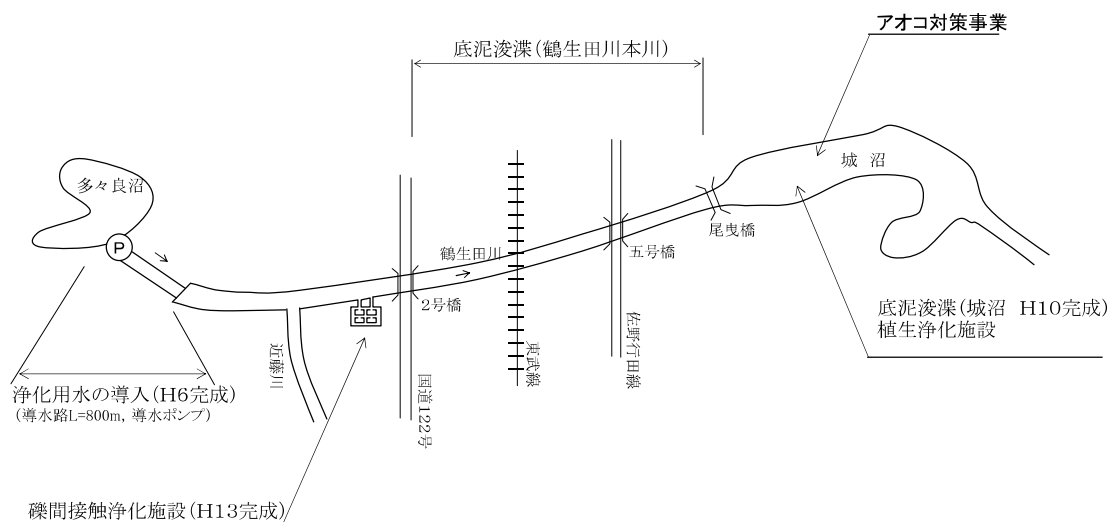 アオコ対策事業
底泥浚渫(鶴生田川本川)
城 沼
多々良沼
P
尾曳橋
鶴生田川
五号橋
2号橋
底泥浚渫(城沼 H10完成)
植生浄化施設
佐野行田線
東武線
近藤川
国道122号
浄化用水の導入(H6完成)
(導水路L=800m, 導水ポンプ)
礫間接触浄化施設(H13完成)